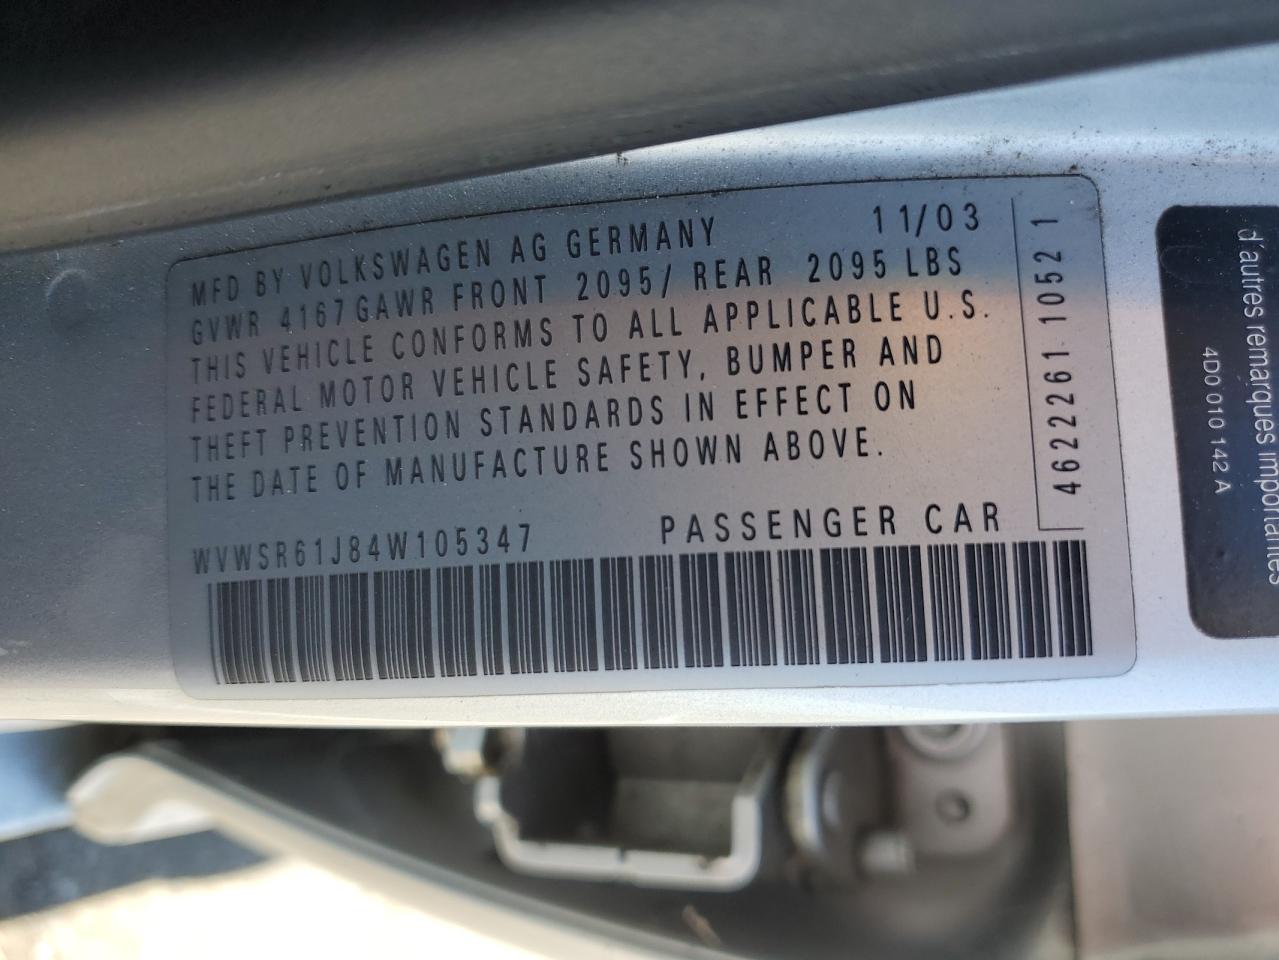 MFD BY VOLKSWAGEN AG GERMANY 11/03
GVWR 4167 GAWR FRONT 2095/ REAR 2095 LBS
THIS VEHICLE CONFORMS TO ALL APPLICABLE U.S.
FEDERAL MOTOR VEHICLE SAFETY, BUMPER AND
THEFT PREVENTION STANDARDS IN EFFECT ON
THE DATE OF MANUFACTURE SHOWN ABOVE.
WVWSR61J84W105347 PASSENGER CAR
4622261 1052 1
d'autres remarques importantes
4D0 010 142 A